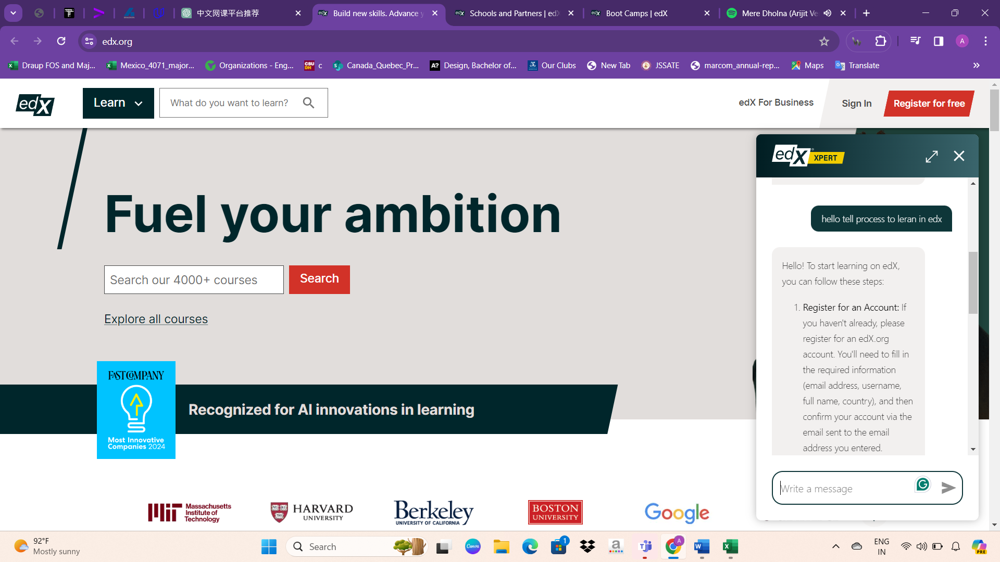 中文网课平台推荐
edX
Build new skills. Advance y
edX
Schools and Partners | edX
edX
Boot Camps | edX
Mere Dholna (Arijit Ve
edx.org
A
Draup FOS and Maj...
Mexico_4071_major...
Organizations - Eng...
CSU
DH
c
Canada_Quebec_Pr...
A?
Design, Bachelor of...
Our Clubs
New Tab
JSSATE
marcom_annual-rep...
Maps
Translate
edX
Learn
What do you want to learn?
edX For Business
Sign In
Register for free
Fuel your ambition
Search our 4000+ courses
Search
Explore all courses
FAST COMPANY
Most Innovative
Companies 2024
Recognized for AI innovations in learning
Massachusetts
Institute of
Technology
HARVARD
UNIVERSITY
Berkeley
UNIVERSITY OF CALIFORNIA
BOSTON
UNIVERSITY
Google
edX XPERT
hello tell process to leran in edx
Hello! To start learning on edX,
you can follow these steps:
1. Register for an Account: If
you haven't already, please
register for an edX.org
account. You'll need to fill in
the required information
(email address, username,
full name, country), and then
confirm your account via the
email sent to the email
address you entered.
Write a message
92°F
Mostly sunny
Search
Canva
1
a
A
ENG
IN
PRE